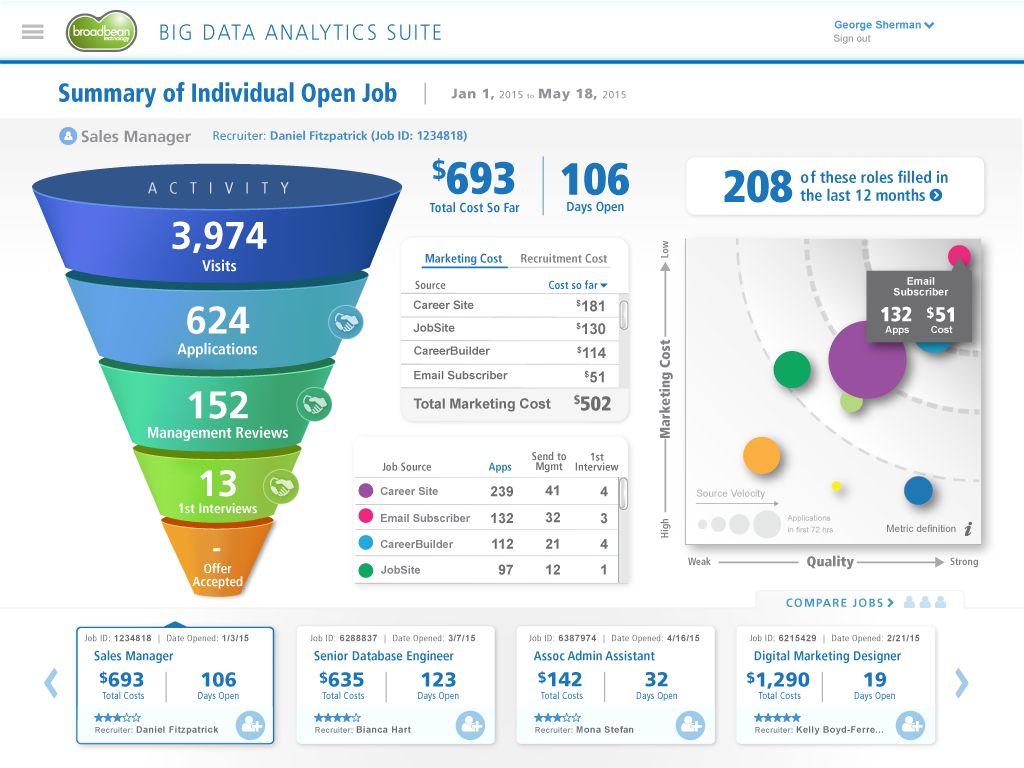 broadbean
technology
BIG DATA ANALYTICS SUITE
George Sherman
Sign out
Summary of Individual Open Job
Jan 1, 2015 to May 18, 2015
Sales Manager
Recruiter: Daniel Fitzpatrick (Job ID: 1234818)
ACTIVITY
3,974
Visits
624
Applications
152
Management Reviews
13
1st Interviews
-
Offer
Accepted
$693
Total Cost So Far
106
Days Open
208 of these roles filled in
the last 12 months
Marketing Cost Recruitment Cost
Source Cost so far
Career Site $181
JobSite $130
CareerBuilder $114
Email Subscriber $51
Total Marketing Cost $502
Job Source Apps Send to
Mgmt 1st
Interview
Career Site 239 41 4
Email Subscriber 132 32 3
CareerBuilder 112 21 4
JobSite 97 12 1
Low
Marketing Cost
High
Email
Subscriber
132 $51
Apps Cost
Source Velocity
Applications
in first 72 hrs
Metric definition i
Weak Quality Strong
COMPARE JOBS
Job ID: 1234818 | Date Opened: 1/3/15
Sales Manager
$693 106
Total Costs Days Open
Recruiter: Daniel Fitzpatrick
Job ID: 6288837 | Date Opened: 3/7/15
Senior Database Engineer
$635 123
Total Costs Days Open
Recruiter: Bianca Hart
Job ID: 6387974 | Date Opened: 4/16/15
Assoc Admin Assistant
$142 32
Total Costs Days Open
Recruiter: Mona Stefan
Job ID: 6215429 | Date Opened: 2/21/15
Digital Marketing Designer
$1,290 19
Total Costs Days Open
Recruiter: Kelly Boyd-Ferre...